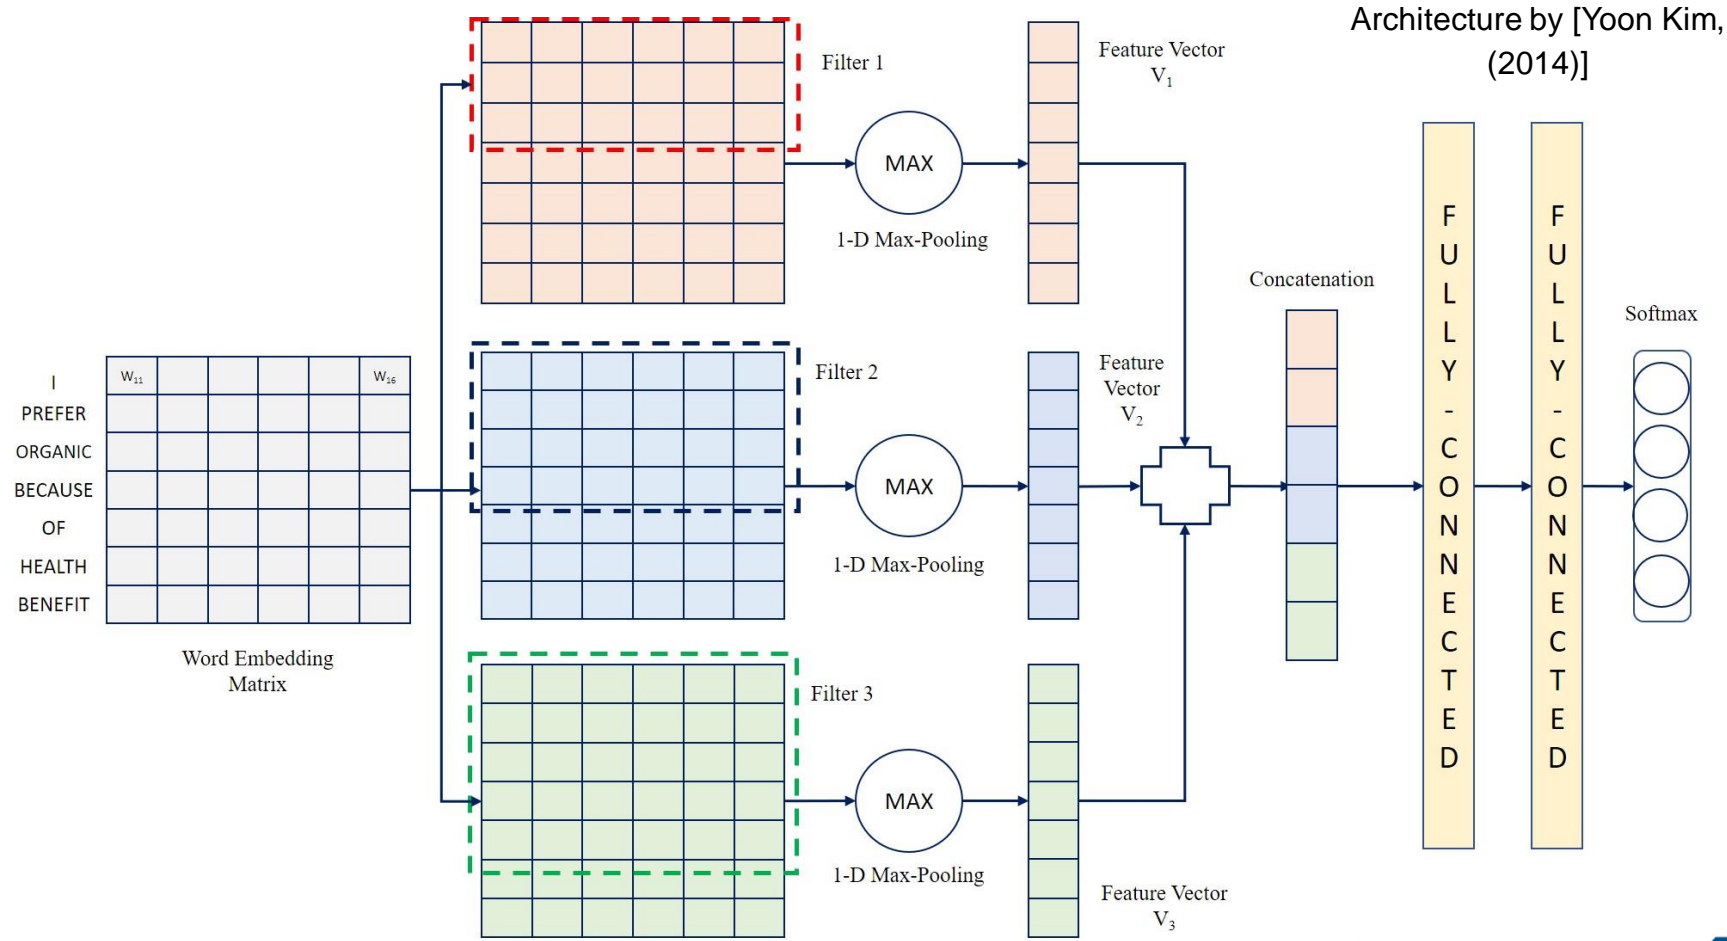 Architecture by [Yoon Kim,
(2014)]
Filter 1
MAX
1-D Max-Pooling
Feature Vector
V₁
I
PREFER
ORGANIC
BECAUSE
OF
HEALTH
BENEFIT
W₁₁
W₁₆
Word Embedding
Matrix
Filter 2
MAX
1-D Max-Pooling
Feature
Vector
V₂
Filter 3
MAX
1-D Max-Pooling
Feature Vector
V₃
Concatenation
FULLY-CONNECTED
FULLY-CONNECTED
Softmax